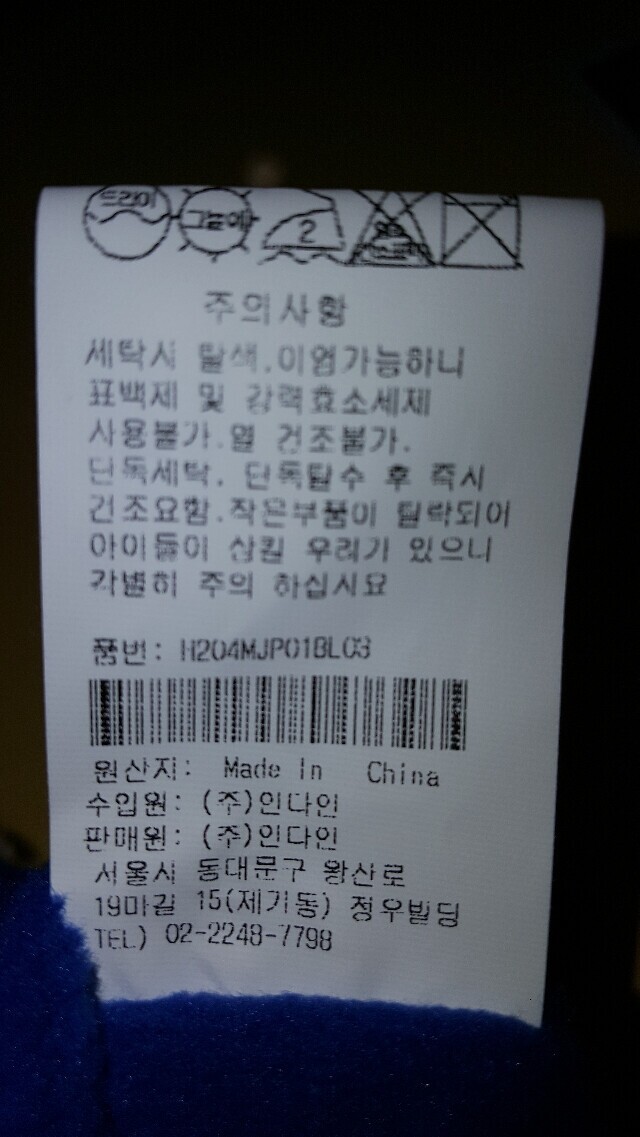 드라이 그늘에 2
주의사항
세탁시 탈색.이염가능하니
표백제 및 강력효소세제
사용불가.열 건조불가.
단독세탁. 단독탈수 후 즉시
건조요함.작은부품이 탈락되어
아이들이 삼킬 우려기 있으니
각별히 주의 하십시요
품번: H204MJP01BL03
원산지: Made In China
수입원: (주)인다인
판매원: (주)인다인
서울시 동대문구 왕산로
19마길 15(제기동) 정우빌딩
TEL) 02-2248-7798